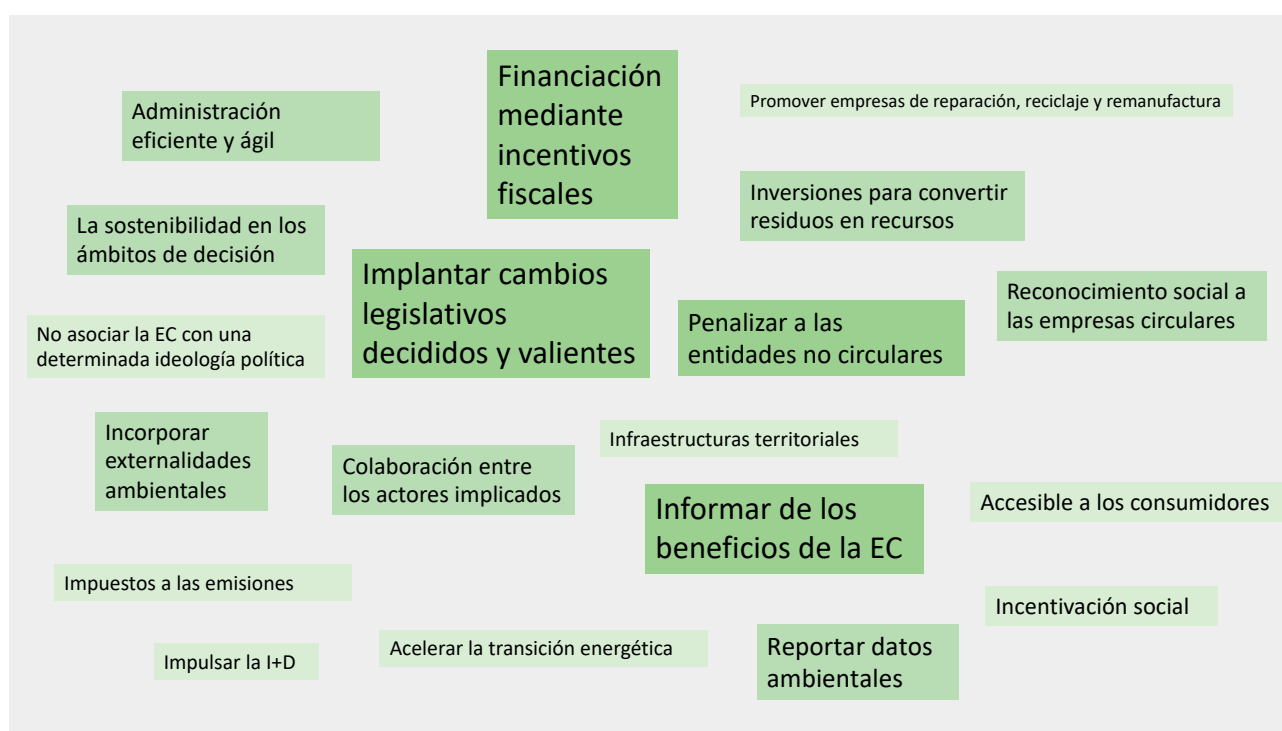 Financiación
mediante
incentivos
fiscales
Administración
eficiente y ágil
Promover empresas de reparación, reciclaje y remanufactura
Inversiones para convertir
residuos en recursos
La sostenibilidad en los
ámbitos de decisión
Implantar cambios
legislativos
decididos y valientes
Reconocimiento social a
las empresas circulares
Penalizar a las
entidades no circulares
No asociar la EC con una
determinada ideología política
Incorporar
externalidades
ambientales
Colaboración entre
los actores implicados
Infraestructuras territoriales
Informar de los
beneficios de la EC
Accesible a los consumidores
Impuestos a las emisiones
Incentivación social
Impulsar la I+D
Acelerar la transición energética
Reportar datos
ambientales